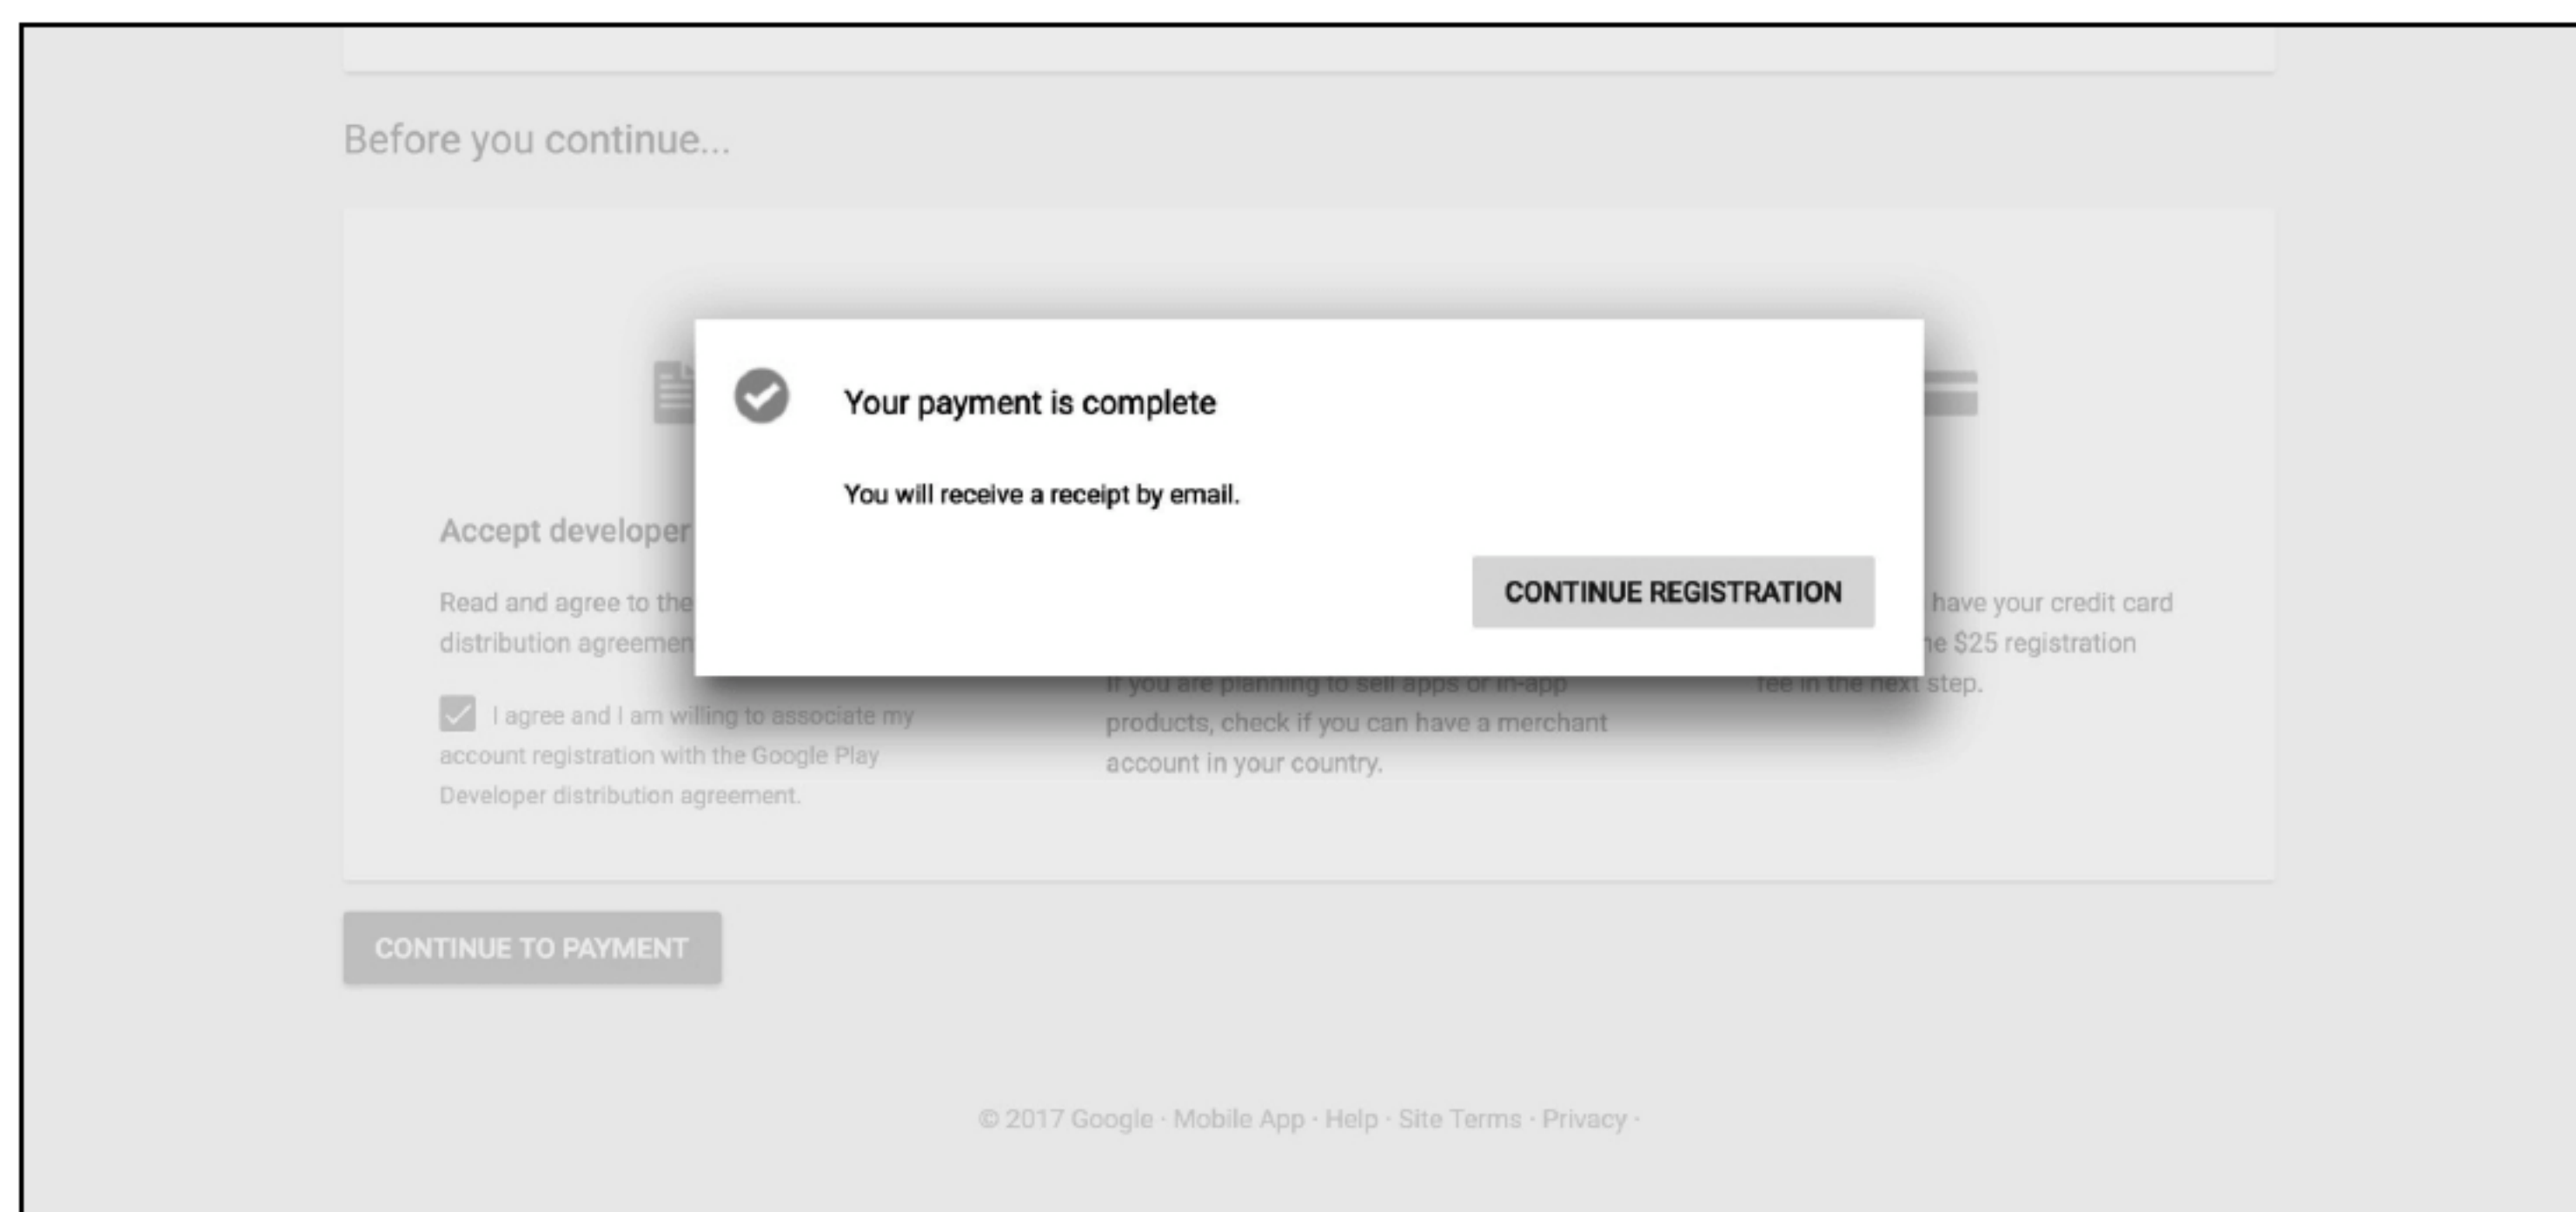 Before you continue...
Your payment is complete
You will receive a receipt by email.
CONTINUE REGISTRATION
Accept developer
Read and agree to the
distribution agreemen
I agree and I am willing to associate my
account registration with the Google Play
Developer distribution agreement.
If you are planning to sell apps or in-app
products, check if you can have a merchant
account in your country.
have your credit card
$25 registration
fee in the next step.
CONTINUE TO PAYMENT
© 2017 Google · Mobile App · Help · Site Terms · Privacy ·